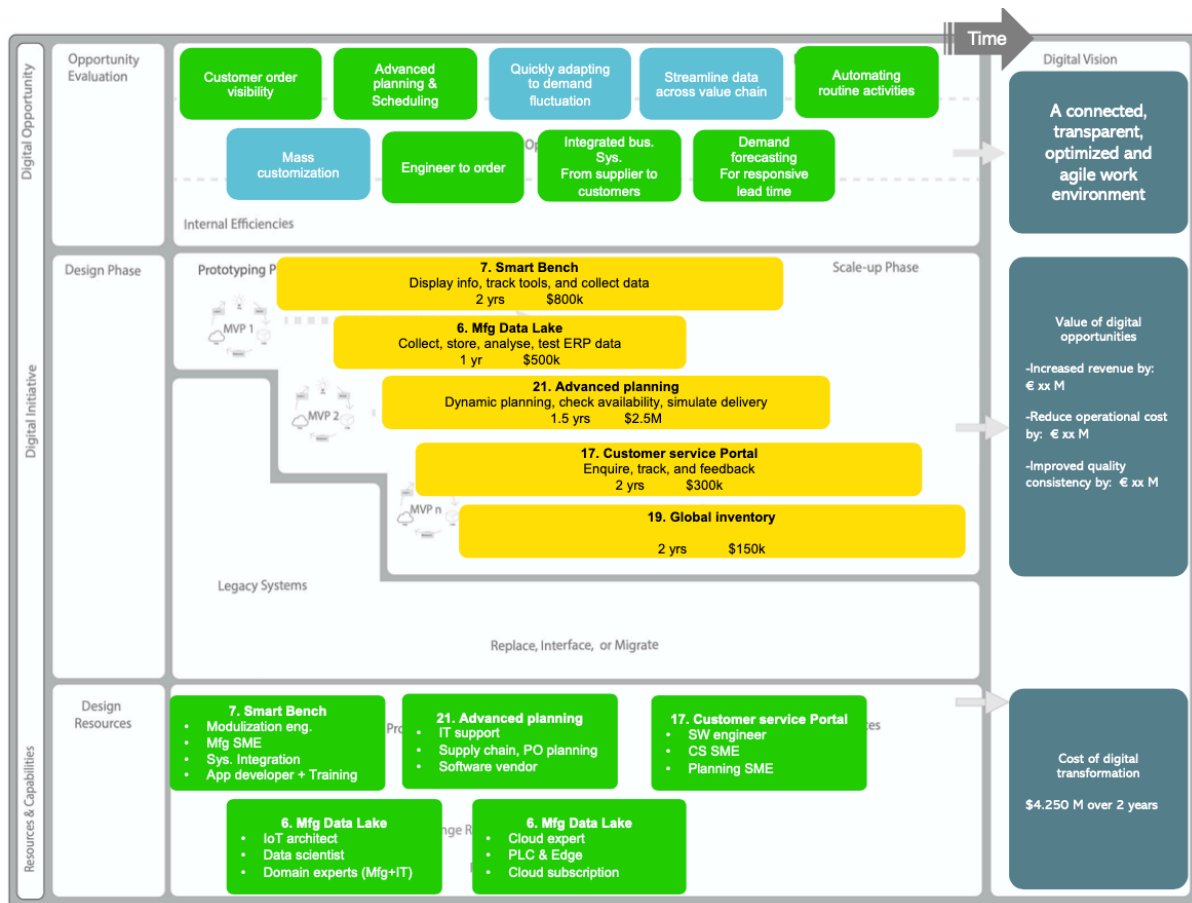 Time
Digital Opportunity
Opportunity
Evaluation
Customer order
visibility
Advanced
planning &
Scheduling
Quickly adapting
to demand
fluctuation
Streamline data
across value chain
Automating
routine activities
Mass
customization
Engineer to order
Integrated bus.
Sys.
From supplier to
customers
Demand
forecasting
For responsive
lead time
Internal Efficiencies
Digital Vision
A connected,
transparent,
optimized and
agile work
environment
Digital Initiative
Design Phase
Prototyping P
Scale-up Phase
7. Smart Bench
Display info, track tools, and collect data
2 yrs $800k
MVP 1
6. Mfg Data Lake
Collect, store, analyse, test ERP data
1 yr $500k
MVP 2
21. Advanced planning
Dynamic planning, check availability, simulate delivery
1.5 yrs $2.5M
17. Customer service Portal
Enquire, track, and feedback
2 yrs $300k
MVP n
19. Global inventory
2 yrs $150k
Legacy Systems
Replace, Interface, or Migrate
Value of digital
opportunities
-Increased revenue by:
€ xx M
-Reduce operational cost
by: € xx M
-Improved quality
consistency by: € xx M
Resources & Capabilities
Design
Resources
7. Smart Bench
• Modulization eng.
• Mfg SME
• Sys. Integration
• App developer + Training
21. Advanced planning
• IT support
• Supply chain, PO planning
• Software vendor
17. Customer service Portal
• SW engineer
• CS SME
• Planning SME
6. Mfg Data Lake
• IoT architect
• Data scientist
• Domain experts (Mfg+IT)
6. Mfg Data Lake
• Cloud expert
• PLC & Edge
• Cloud subscription
Cost of digital
transformation
$4.250 M over 2 years